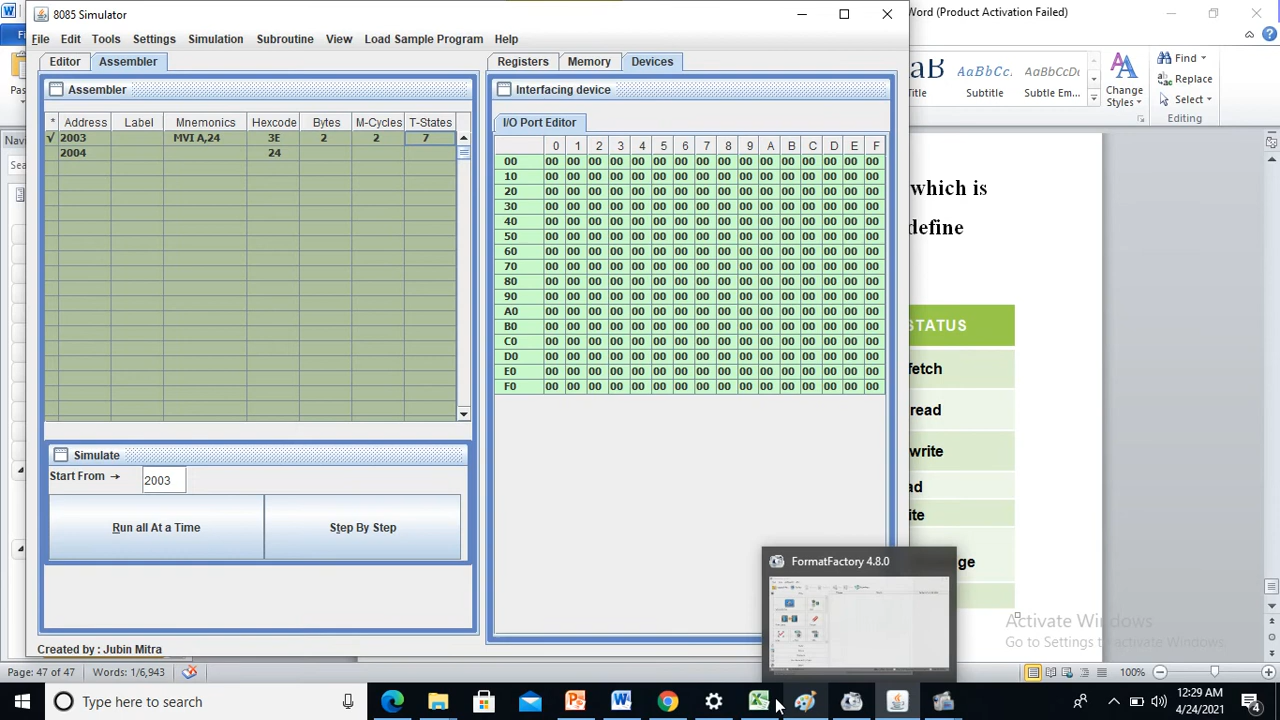 8085 Simulator
Word (Product Activation Failed)
File Edit Tools Settings Simulation Subroutine View Load Sample Program Help
Editor Assembler
Registers Memory Devices
Assembler
Interfacing device
I/O Port Editor
* Address Label Mnemonics Hexcode Bytes M-Cycles T-States
√ 2003 MVI A,24 3E 2 2 7
2004 24
0 1 2 3 4 5 6 7 8 9 A B C D E F
00 00 00 00 00 00 00 00 00 00 00 00 00 00 00 00 00
10 00 00 00 00 00 00 00 00 00 00 00 00 00 00 00 00
20 00 00 00 00 00 00 00 00 00 00 00 00 00 00 00 00
30 00 00 00 00 00 00 00 00 00 00 00 00 00 00 00 00
40 00 00 00 00 00 00 00 00 00 00 00 00 00 00 00 00
50 00 00 00 00 00 00 00 00 00 00 00 00 00 00 00 00
60 00 00 00 00 00 00 00 00 00 00 00 00 00 00 00 00
70 00 00 00 00 00 00 00 00 00 00 00 00 00 00 00 00
80 00 00 00 00 00 00 00 00 00 00 00 00 00 00 00 00
90 00 00 00 00 00 00 00 00 00 00 00 00 00 00 00 00
A0 00 00 00 00 00 00 00 00 00 00 00 00 00 00 00 00
B0 00 00 00 00 00 00 00 00 00 00 00 00 00 00 00 00
C0 00 00 00 00 00 00 00 00 00 00 00 00 00 00 00 00
D0 00 00 00 00 00 00 00 00 00 00 00 00 00 00 00 00
E0 00 00 00 00 00 00 00 00 00 00 00 00 00 00 00 00
F0 00 00 00 00 00 00 00 00 00 00 00 00 00 00 00 00
Simulate
Start From → 2003
Run all At a Time Step By Step
Created by : Jubin Mitra
Pas
Navi
Sea
aB AaBbCc. AaBbCcDc
Subtitle Subtle Em...
Change
Styles
Find
Replace
Select
Editing
which is
define
STATUS
fetch
read
write
ad
ite
ge
FormatFactory 4.8.0
Activate Windows
Go to Settings to activate Windows.
Page: 47 of 47 Words: 1/6,943
100%
Type here to search
12:29 AM
4/24/2021
4